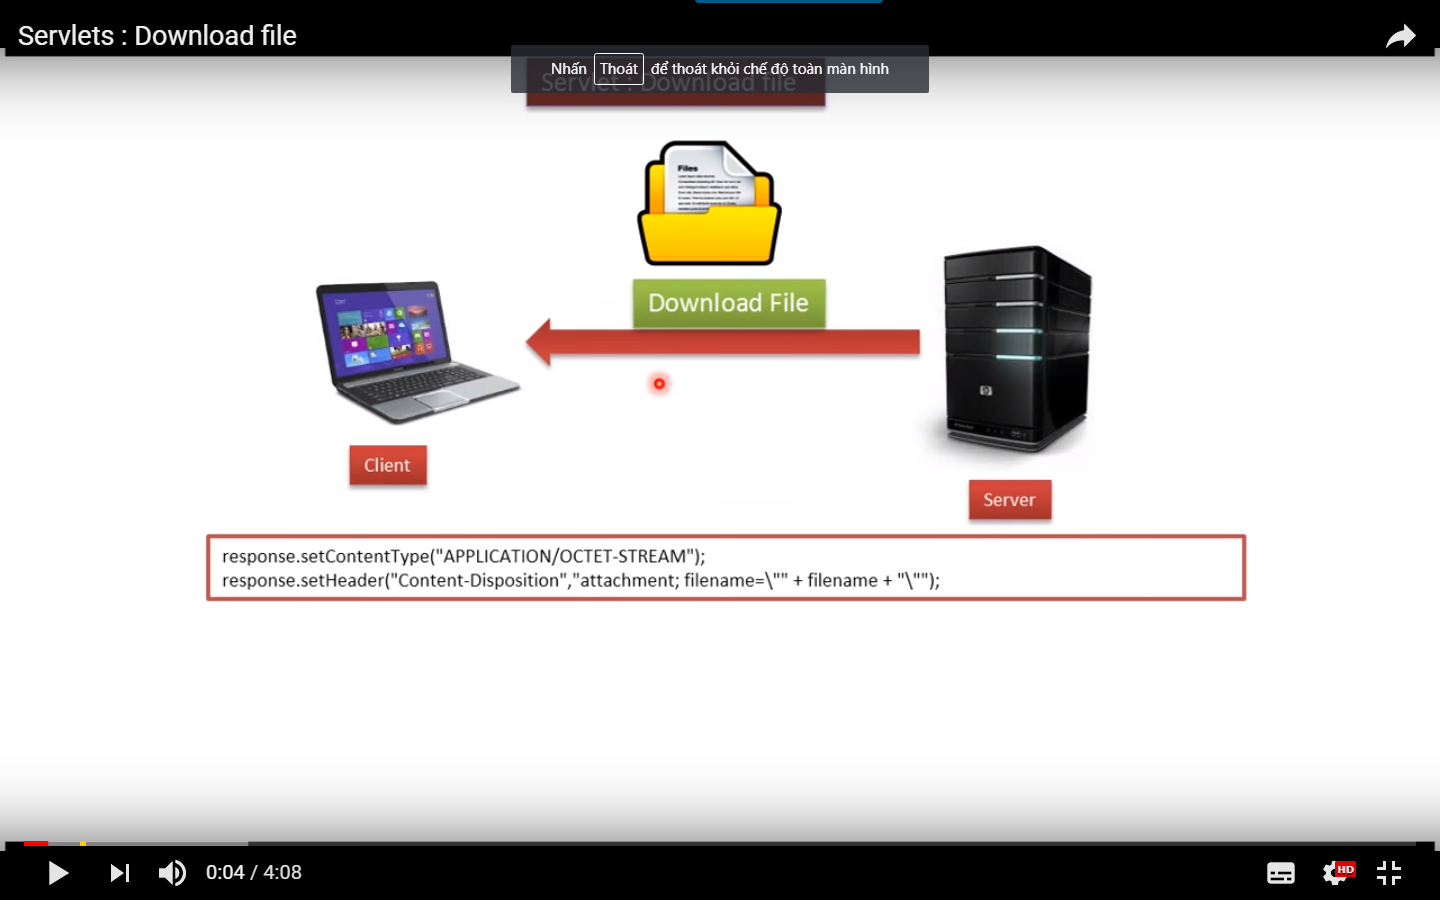 Servlets : Download file
Nhấn Thoát để thoát khỏi chế độ toàn màn hình
Servlet : Download file
Files
Download File
Client
Server
response.setContentType("APPLICATION/OCTET-STREAM");
response.setHeader("Content-Disposition","attachment; filename=\"" + filename + "\"");
0:04 / 4:08
HD